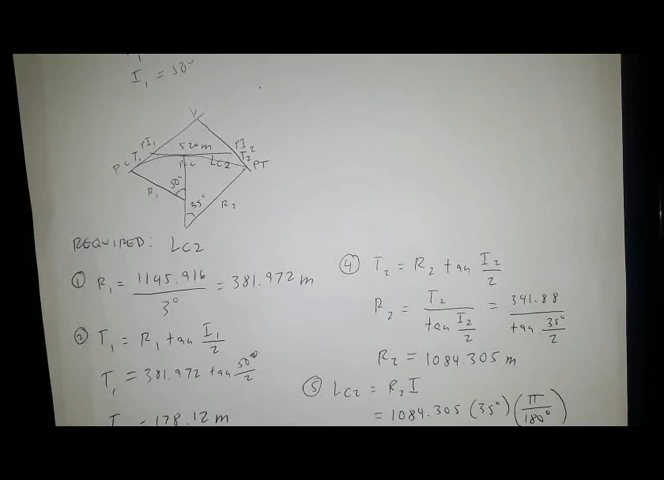 I₁ = 50°
V
PI₁
520m
PI₂
T₁
T₂
PC
PCC
LC2
PT
50°
R₁
35°
R₂
REQUIRED: LC2
① R₁ = 1145.916 / 3° = 381.972 m
② T₁ = R₁ tan I₁/2
T₁ = 381.972 tan 50°/2
= 178.12 m
④ T₂ = R₂ tan I₂/2
R₂ = T₂ / tan I₂/2 = 341.88 / tan 35°/2
R₂ = 1084.305 m
⑤ LC2 = R₂ I
= 1084.305 (35°) (π/180°)